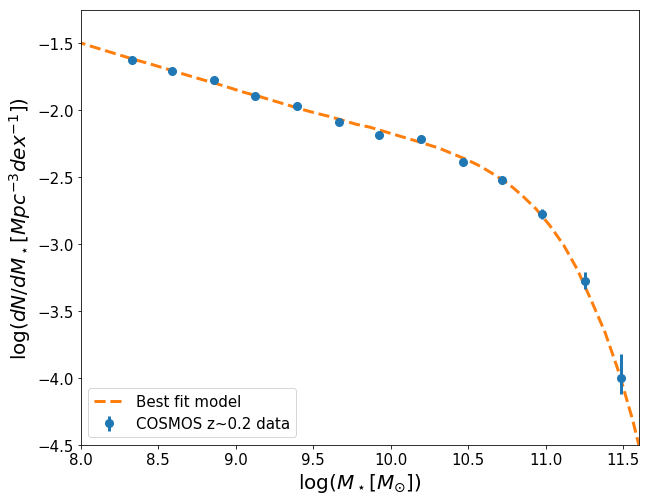 −1.5
−2.0
−2.5
−3.0
−3.5
−4.0
−4.5
log(dN/dM⋆[Mpc⁻³dex⁻¹])
Best fit model
COSMOS z~0.2 data
8.0 8.5 9.0 9.5 10.0 10.5 11.0 11.5
log(M⋆[M⊙])